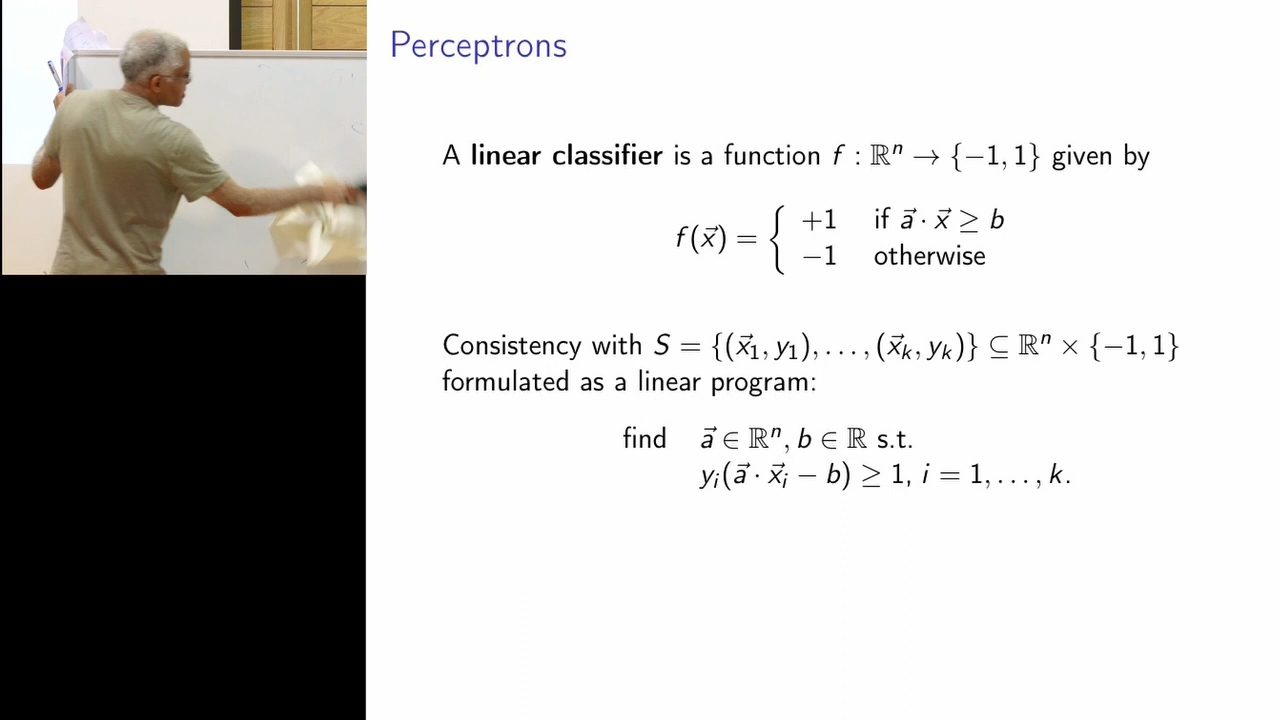 Perceptrons
A linear classifier is a function f : ℝⁿ → {−1, 1} given by
f(x⃗) = { +1 if a⃗ · x⃗ ≥ b
−1 otherwise
Consistency with S = {(x⃗₁, y₁), . . . , (x⃗ₖ, yₖ)} ⊆ ℝⁿ × {−1, 1}
formulated as a linear program:
find a⃗ ∈ ℝⁿ, b ∈ ℝ s.t.
yᵢ(a⃗ · x⃗ᵢ − b) ≥ 1, i = 1, . . . , k.